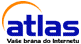 atlas
Vaše brána do Internetu